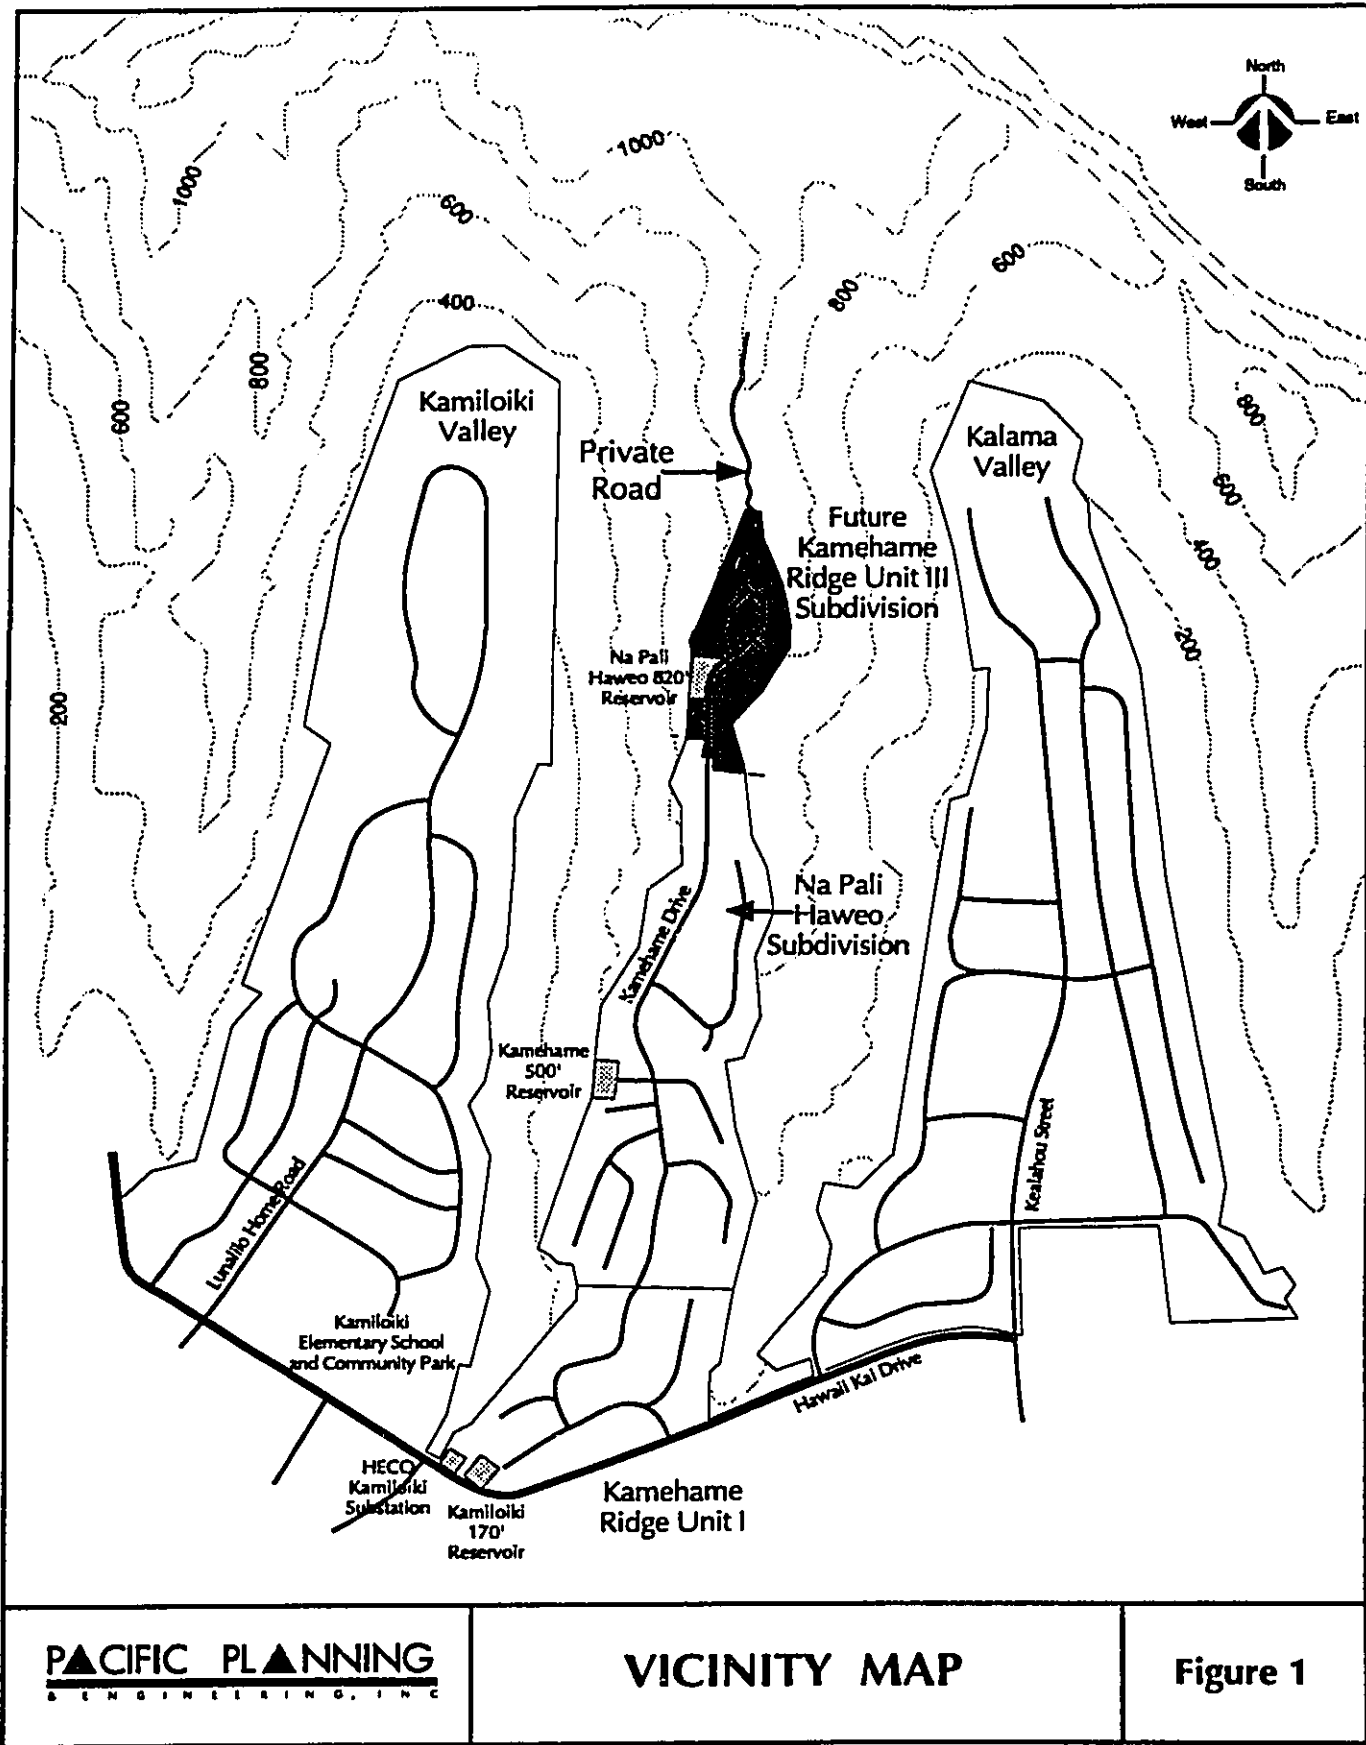 North
West
East
South
1000
1000
600
600
800
400
800
800
600
600
400
200
200
Kamiloiki
Valley
Private
Road
Kalama
Valley
Future
Kamehame
Ridge Unit III
Subdivision
Na Pali
Haweo 820'
Reservoir
Na Pali
Haweo
Subdivision
Kamehame Drive
Kamehame
500'
Reservoir
Kealahou Street
Lunalilo Home Road
Kamiloiki
Elementary School
and Community Park
Hawaii Kai Drive
HECO
Kamiloiki
Substation
Kamiloiki
170'
Reservoir
Kamehame
Ridge Unit I
PACIFIC PLANNING
& ENGINEERING, INC
VICINITY MAP
Figure 1